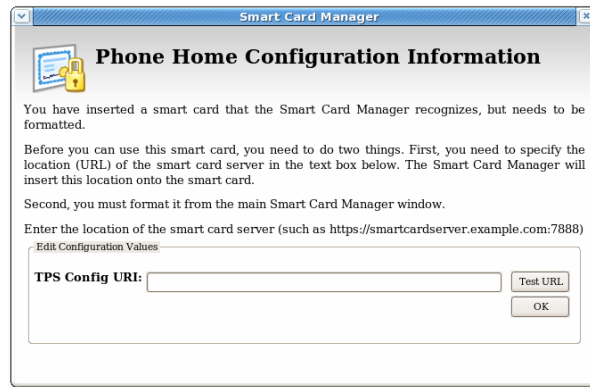 Smart Card Manager
Phone Home Configuration Information
You have inserted a smart card that the Smart Card Manager recognizes, but needs to be
formatted.
Before you can use this smart card, you need to do two things. First, you need to specify the
location (URL) of the smart card server in the text box below. The Smart Card Manager will
insert this location onto the smart card.
Second, you must format it from the main Smart Card Manager window.
Enter the location of the smart card server (such as https://smartcardserver.example.com:7888)
Edit Configuration Values
TPS Config URI:
Test URL
OK